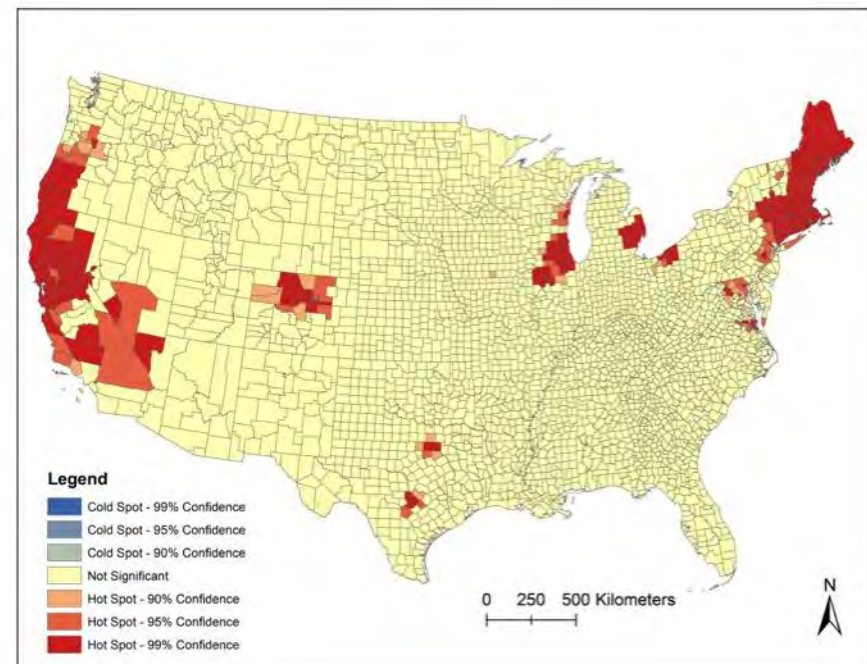 Legend
Cold Spot - 99% Confidence
Cold Spot - 95% Confidence
Cold Spot - 90% Confidence
Not Significant
Hot Spot - 90% Confidence
Hot Spot - 95% Confidence
Hot Spot - 99% Confidence
0 250 500 Kilometers
N